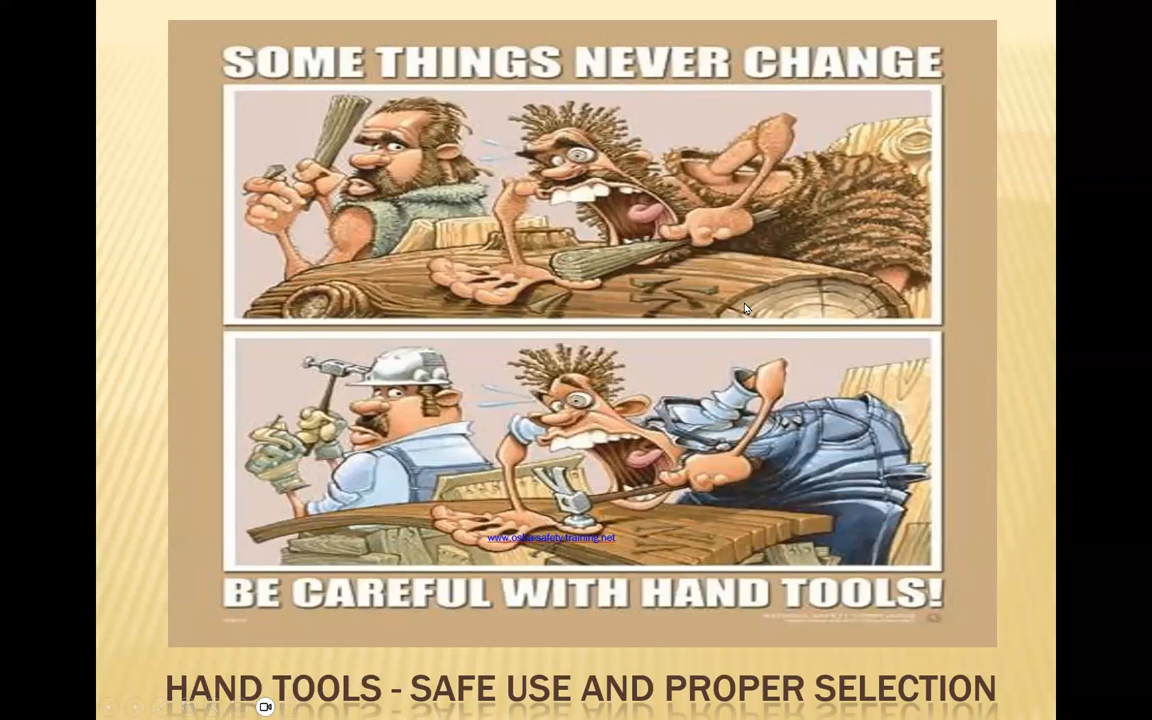 SOME THINGS NEVER CHANGE
www.osha-safety-training.net
BE CAREFUL WITH HAND TOOLS!
HAND TOOLS - SAFE USE AND PROPER SELECTION